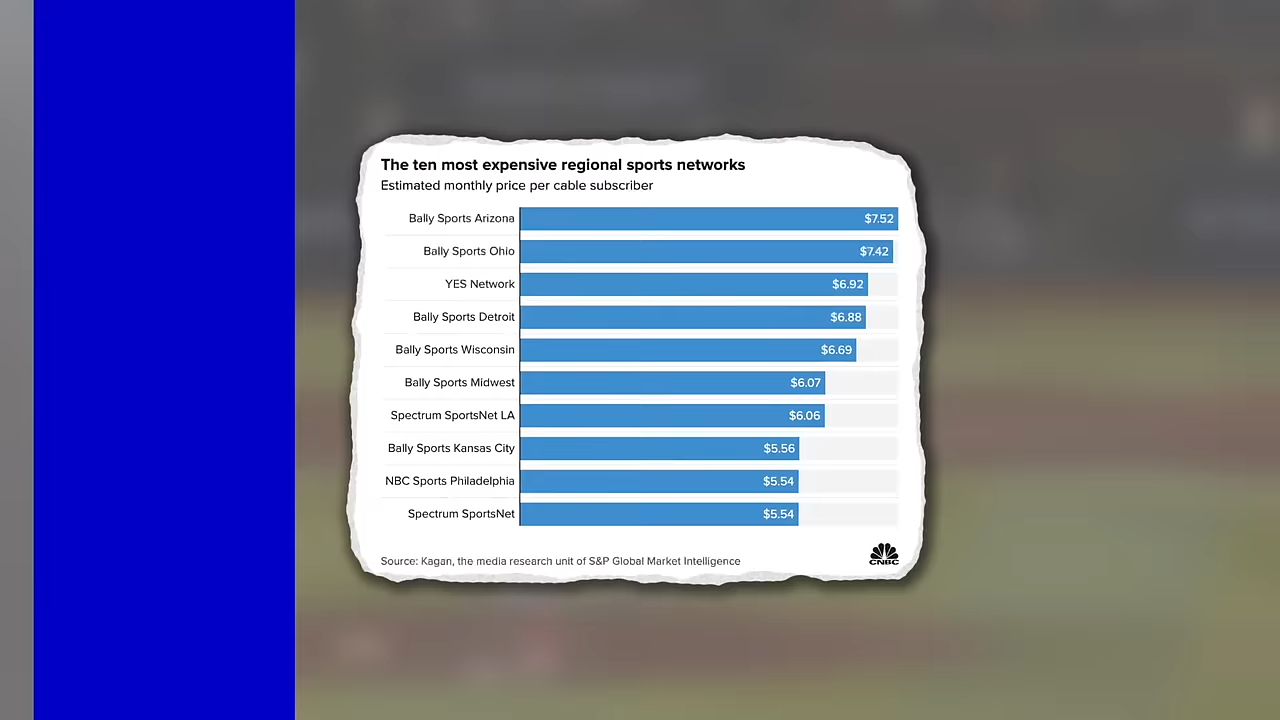 The ten most expensive regional sports networks
Estimated monthly price per cable subscriber
Bally Sports Arizona $7.52
Bally Sports Ohio $7.42
YES Network $6.92
Bally Sports Detroit $6.88
Bally Sports Wisconsin $6.69
Bally Sports Midwest $6.07
Spectrum SportsNet LA $6.06
Bally Sports Kansas City $5.56
NBC Sports Philadelphia $5.54
Spectrum SportsNet $5.54
Source: Kagan, the media research unit of S&P Global Market Intelligence
CNBC